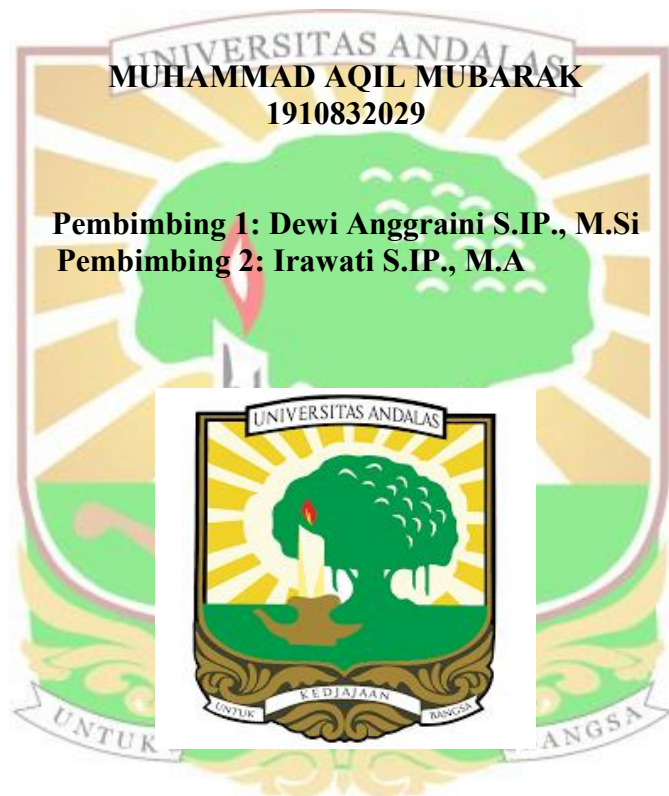 UNIVERSITAS ANDALAS
MUHAMMAD AQIL MUBARAK
1910832029
Pembimbing 1: Dewi Anggraini S.IP., M.Si
Pembimbing 2: Irawati S.IP., M.A
UNIVERSITAS ANDALAS
UNTUK KEDJAJAAN BANGSA
UNTUK BANGSA